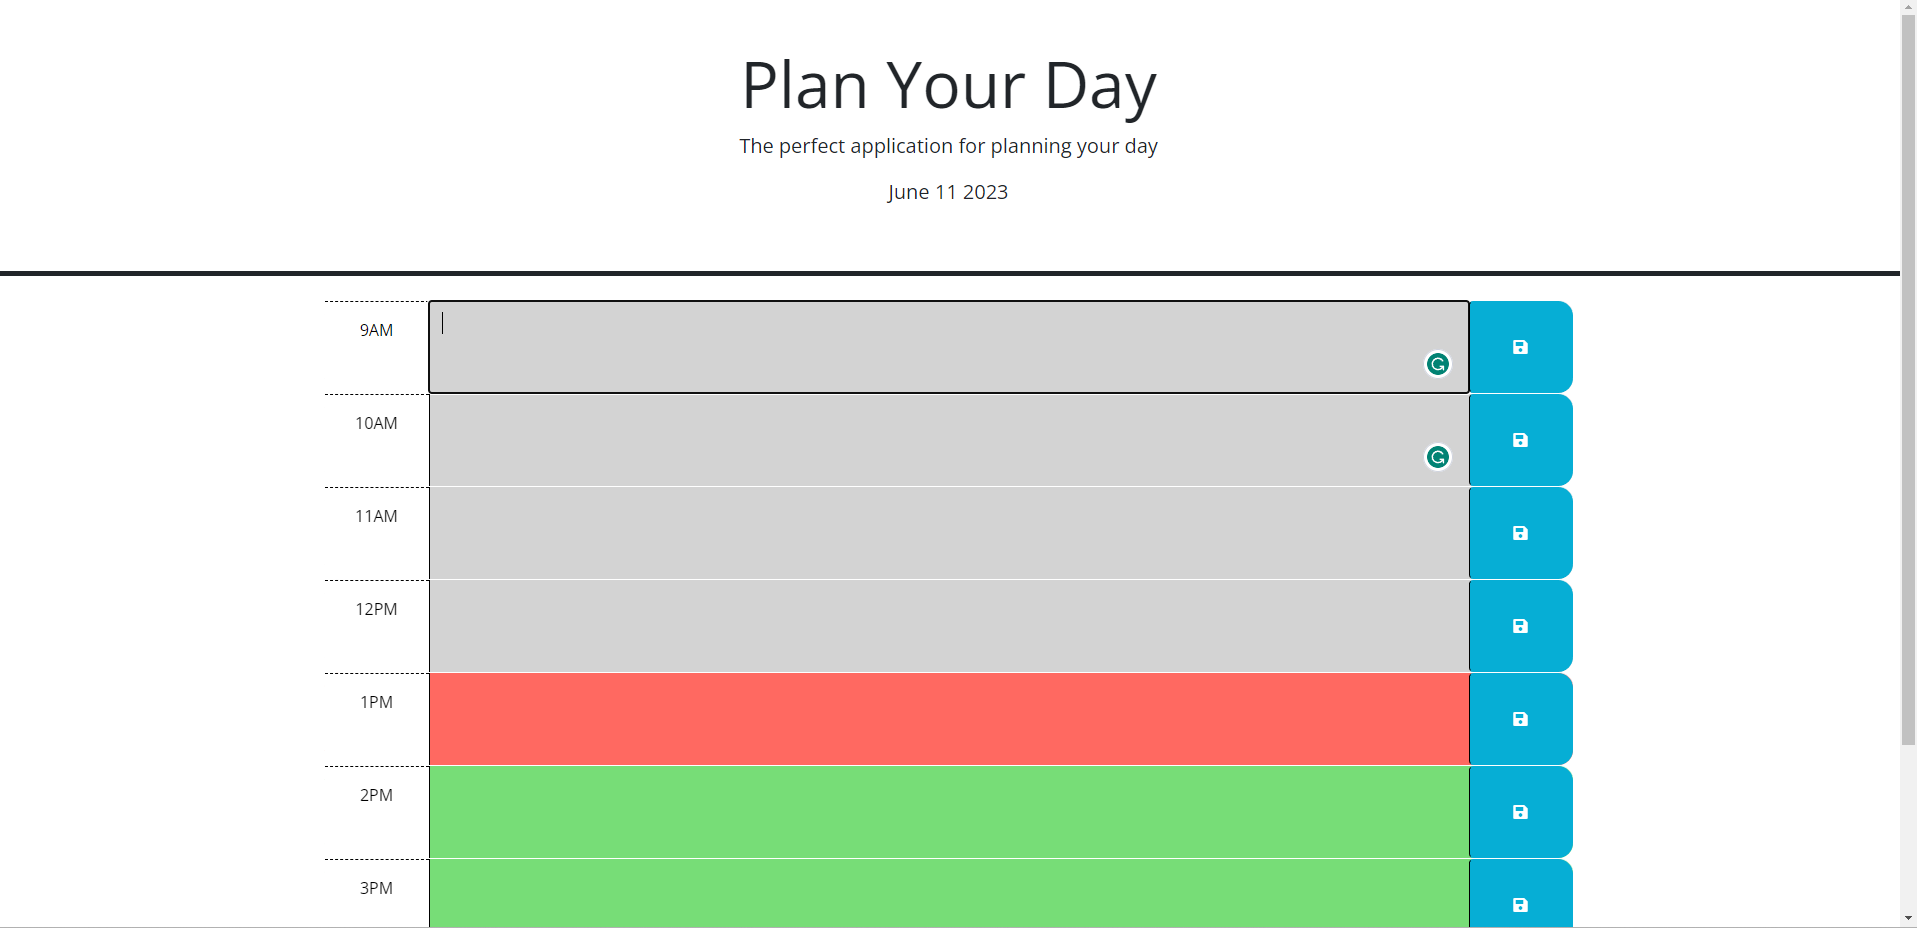 Plan Your Day
The perfect application for planning your day
June 11 2023
9AM
10AM
11AM
12PM
1PM
2PM
3PM